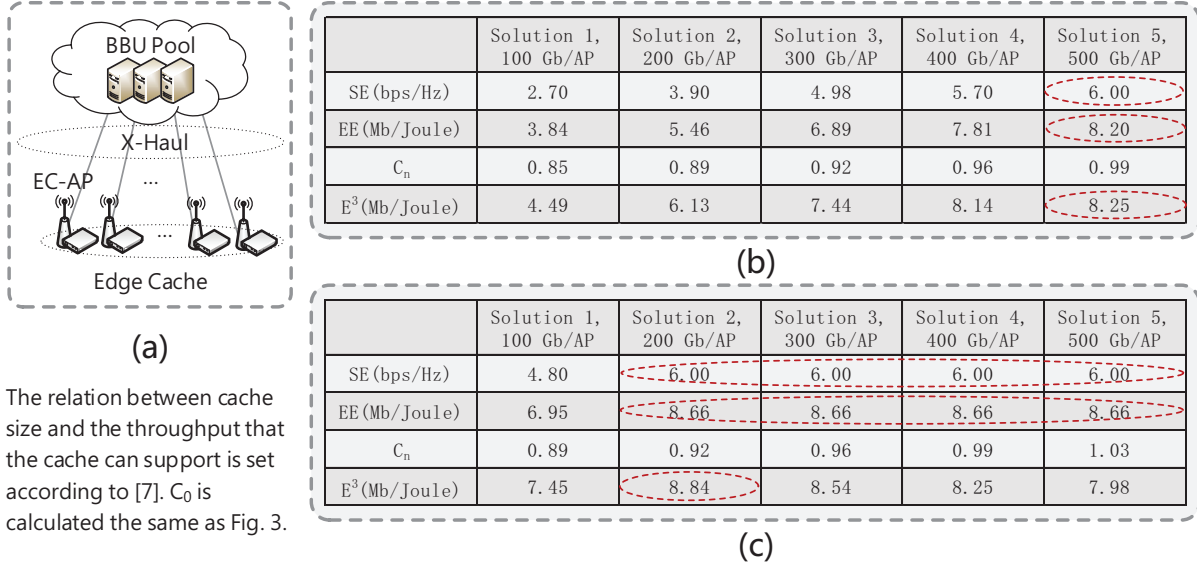 BBU Pool
X-Haul
EC-AP
...
...
Edge Cache
(a)
The relation between cache
size and the throughput that
the cache can support is set
according to [7]. C₀ is
calculated the same as Fig. 3.
Solution 1, Solution 2, Solution 3, Solution 4, Solution 5,
100 Gb/AP 200 Gb/AP 300 Gb/AP 400 Gb/AP 500 Gb/AP
SE(bps/Hz) 2.70 3.90 4.98 5.70 6.00
EE(Mb/Joule) 3.84 5.46 6.89 7.81 8.20
Cₙ 0.85 0.89 0.92 0.96 0.99
E³(Mb/Joule) 4.49 6.13 7.44 8.14 8.25
(b)
Solution 1, Solution 2, Solution 3, Solution 4, Solution 5,
100 Gb/AP 200 Gb/AP 300 Gb/AP 400 Gb/AP 500 Gb/AP
SE(bps/Hz) 4.80 6.00 6.00 6.00 6.00
EE(Mb/Joule) 6.95 8.66 8.66 8.66 8.66
Cₙ 0.89 0.92 0.96 0.99 1.03
E³(Mb/Joule) 7.45 8.84 8.54 8.25 7.98
(c)